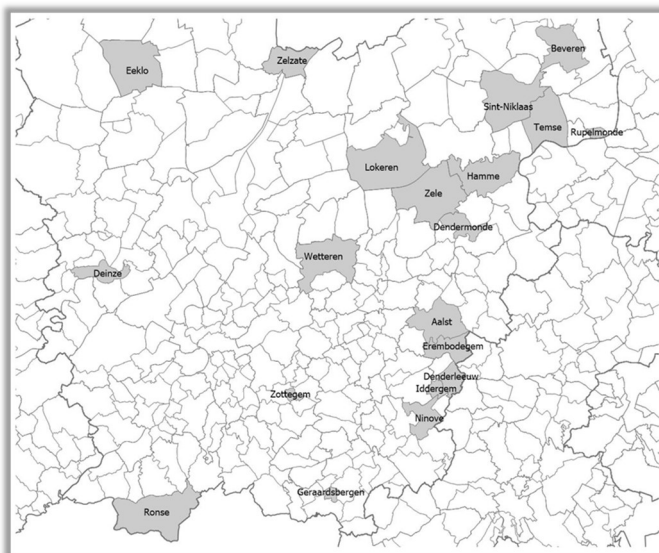 Beveren
Zelzate
Eeklo
Sint-Niklaas
Temse
Rupelmonde
Lokeren
Hamme
Zele
Dendermonde
Wetteren
Deinze
Aalst
Erembodegem
Denderleeuw
Iddergem
Zottegem
Ninove
Geraardsbergen
Ronse